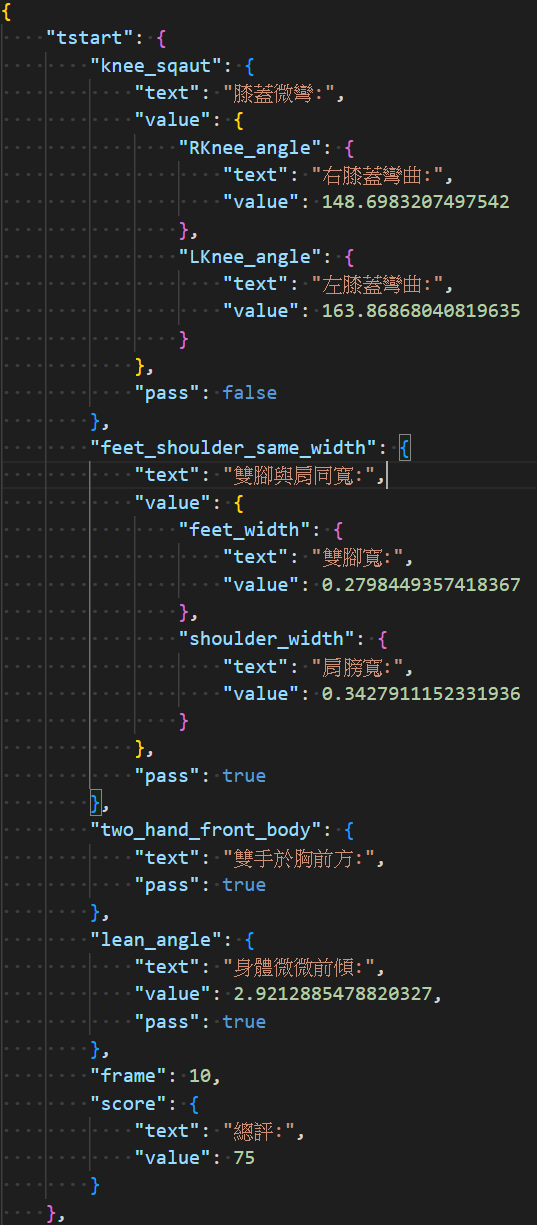 {
    "tstart": {
        "knee_sqaut": {
            "text": "膝蓋微彎:",
            "value": {
                "RKnee_angle": {
                    "text": "右膝蓋彎曲:",
                    "value": 148.6983207497542
                },
                "LKnee_angle": {
                    "text": "左膝蓋彎曲:",
                    "value": 163.86868040819635
                }
            },
            "pass": false
        },
        "feet_shoulder_same_width": {
            "text": "雙腳與肩同寬:",
            "value": {
                "feet_width": {
                    "text": "雙腳寬:",
                    "value": 0.2798449357418367
                },
                "shoulder_width": {
                    "text": "肩膀寬:",
                    "value": 0.3427911152331936
                }
            },
            "pass": true
        },
        "two_hand_front_body": {
            "text": "雙手於胸前方:",
            "pass": true
        },
        "lean_angle": {
            "text": "身體微微前傾:",
            "value": 2.9212885478820327,
            "pass": true
        },
        "frame": 10,
        "score": {
            "text": "總評:",
            "value": 75
        }
    },